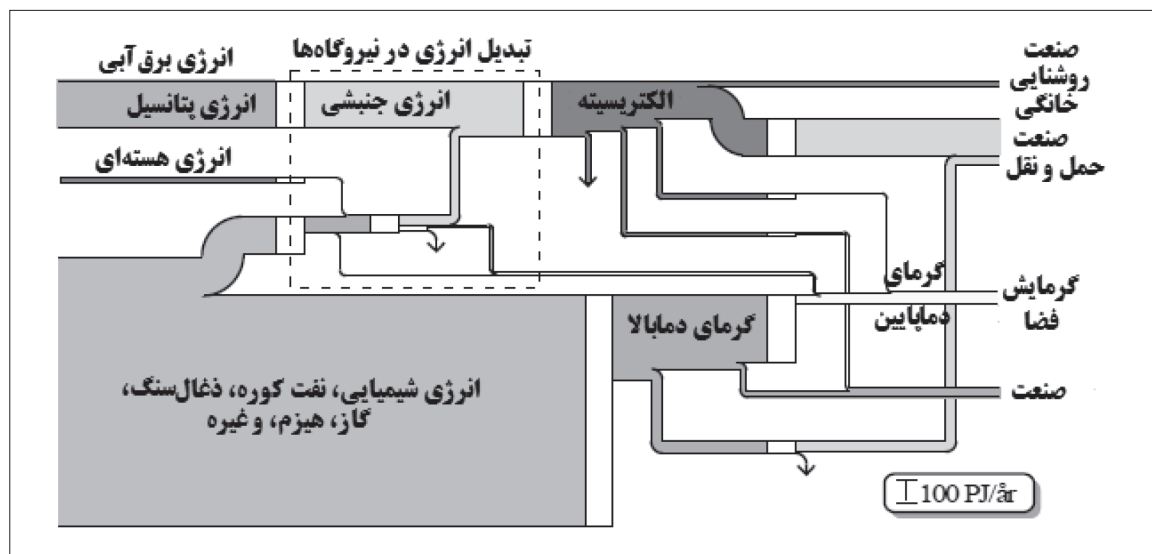 تبدیل انرژی در نیروگاه‌ها
صنعت
روشنایی
خانگی
انرژی برق آبی
انرژی پتانسیل
انرژی جنبشی
الکتریسیته
صنعت
حمل و نقل
انرژی هسته‌ای
گرمای
دماپایین
گرمایش
فضا
گرمای دمابالا
صنعت
انرژی شیمیایی، نفت کوره، ذغال‌سنگ،
گاز، هیزم، و غیره
100 PJ/år